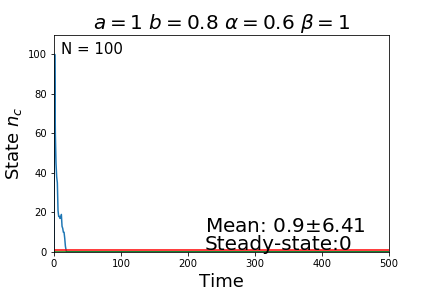 a = 1 b = 0.8 α = 0.6 β = 1
N = 100
State n_c
100
80
60
40
20
0
Mean: 0.9±6.41
Steady-state:0
0 100 200 300 400 500
Time